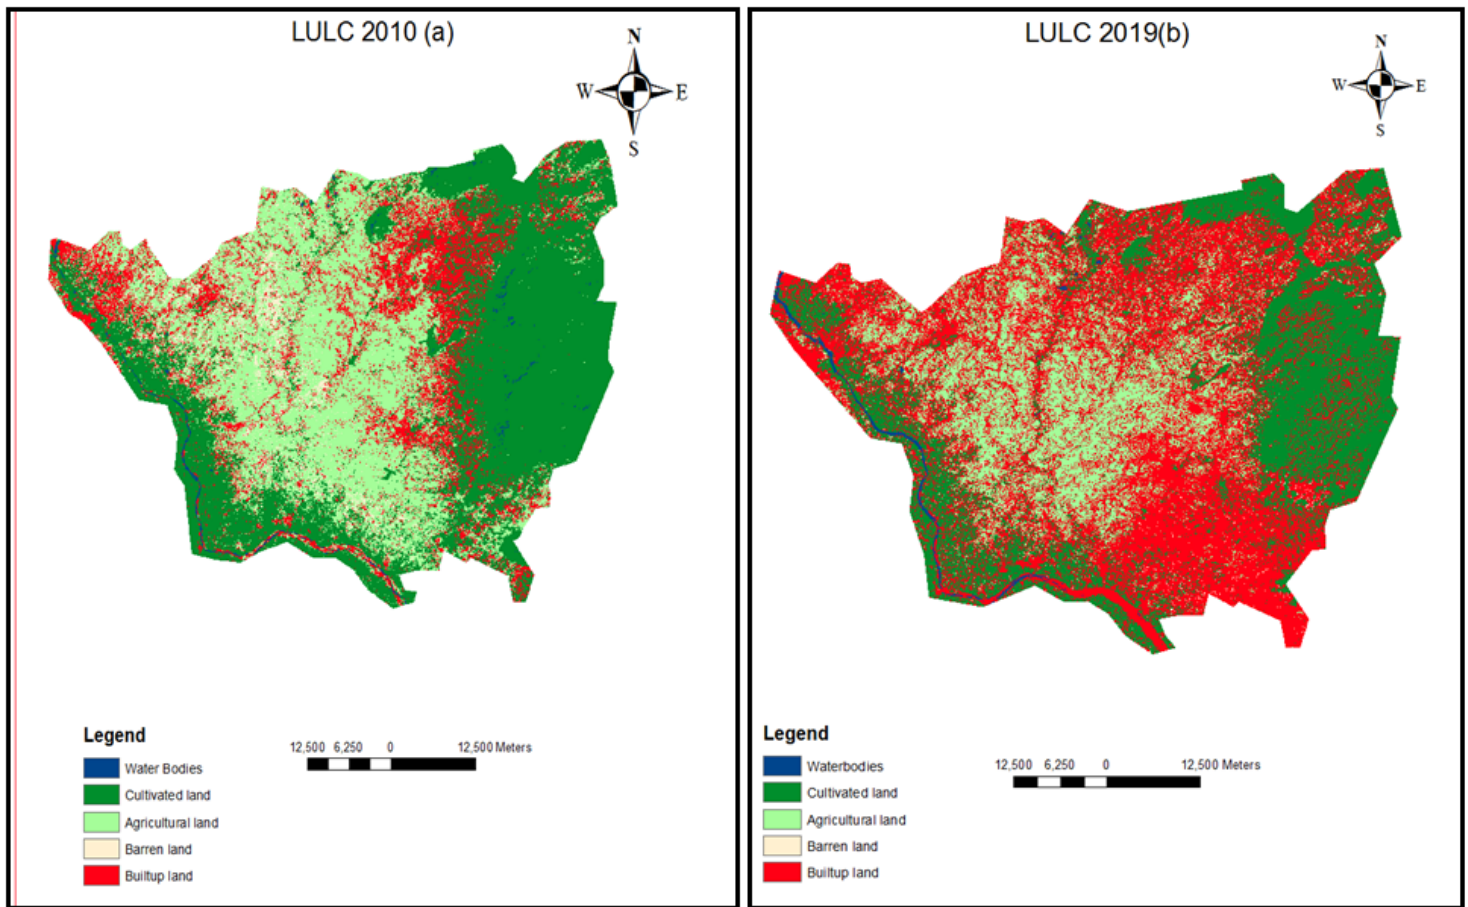 LULC 2010 (a)
N
W E
S
Legend
Water Bodies
Cultivated land
Agricultural land
Barren land
Builtup land
12,500 6,250 0 12,500 Meters
LULC 2019(b)
N
W E
S
Legend
Waterbodies
Cultivated land
Agricultural land
Barren land
Builtup land
12,500 6,250 0 12,500 Meters